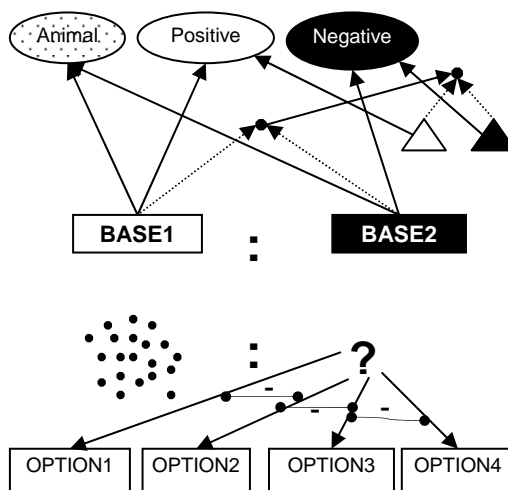 Animal Positive Negative
BASE1 : BASE2
: ?
- - -
OPTION1 OPTION2 OPTION3 OPTION4